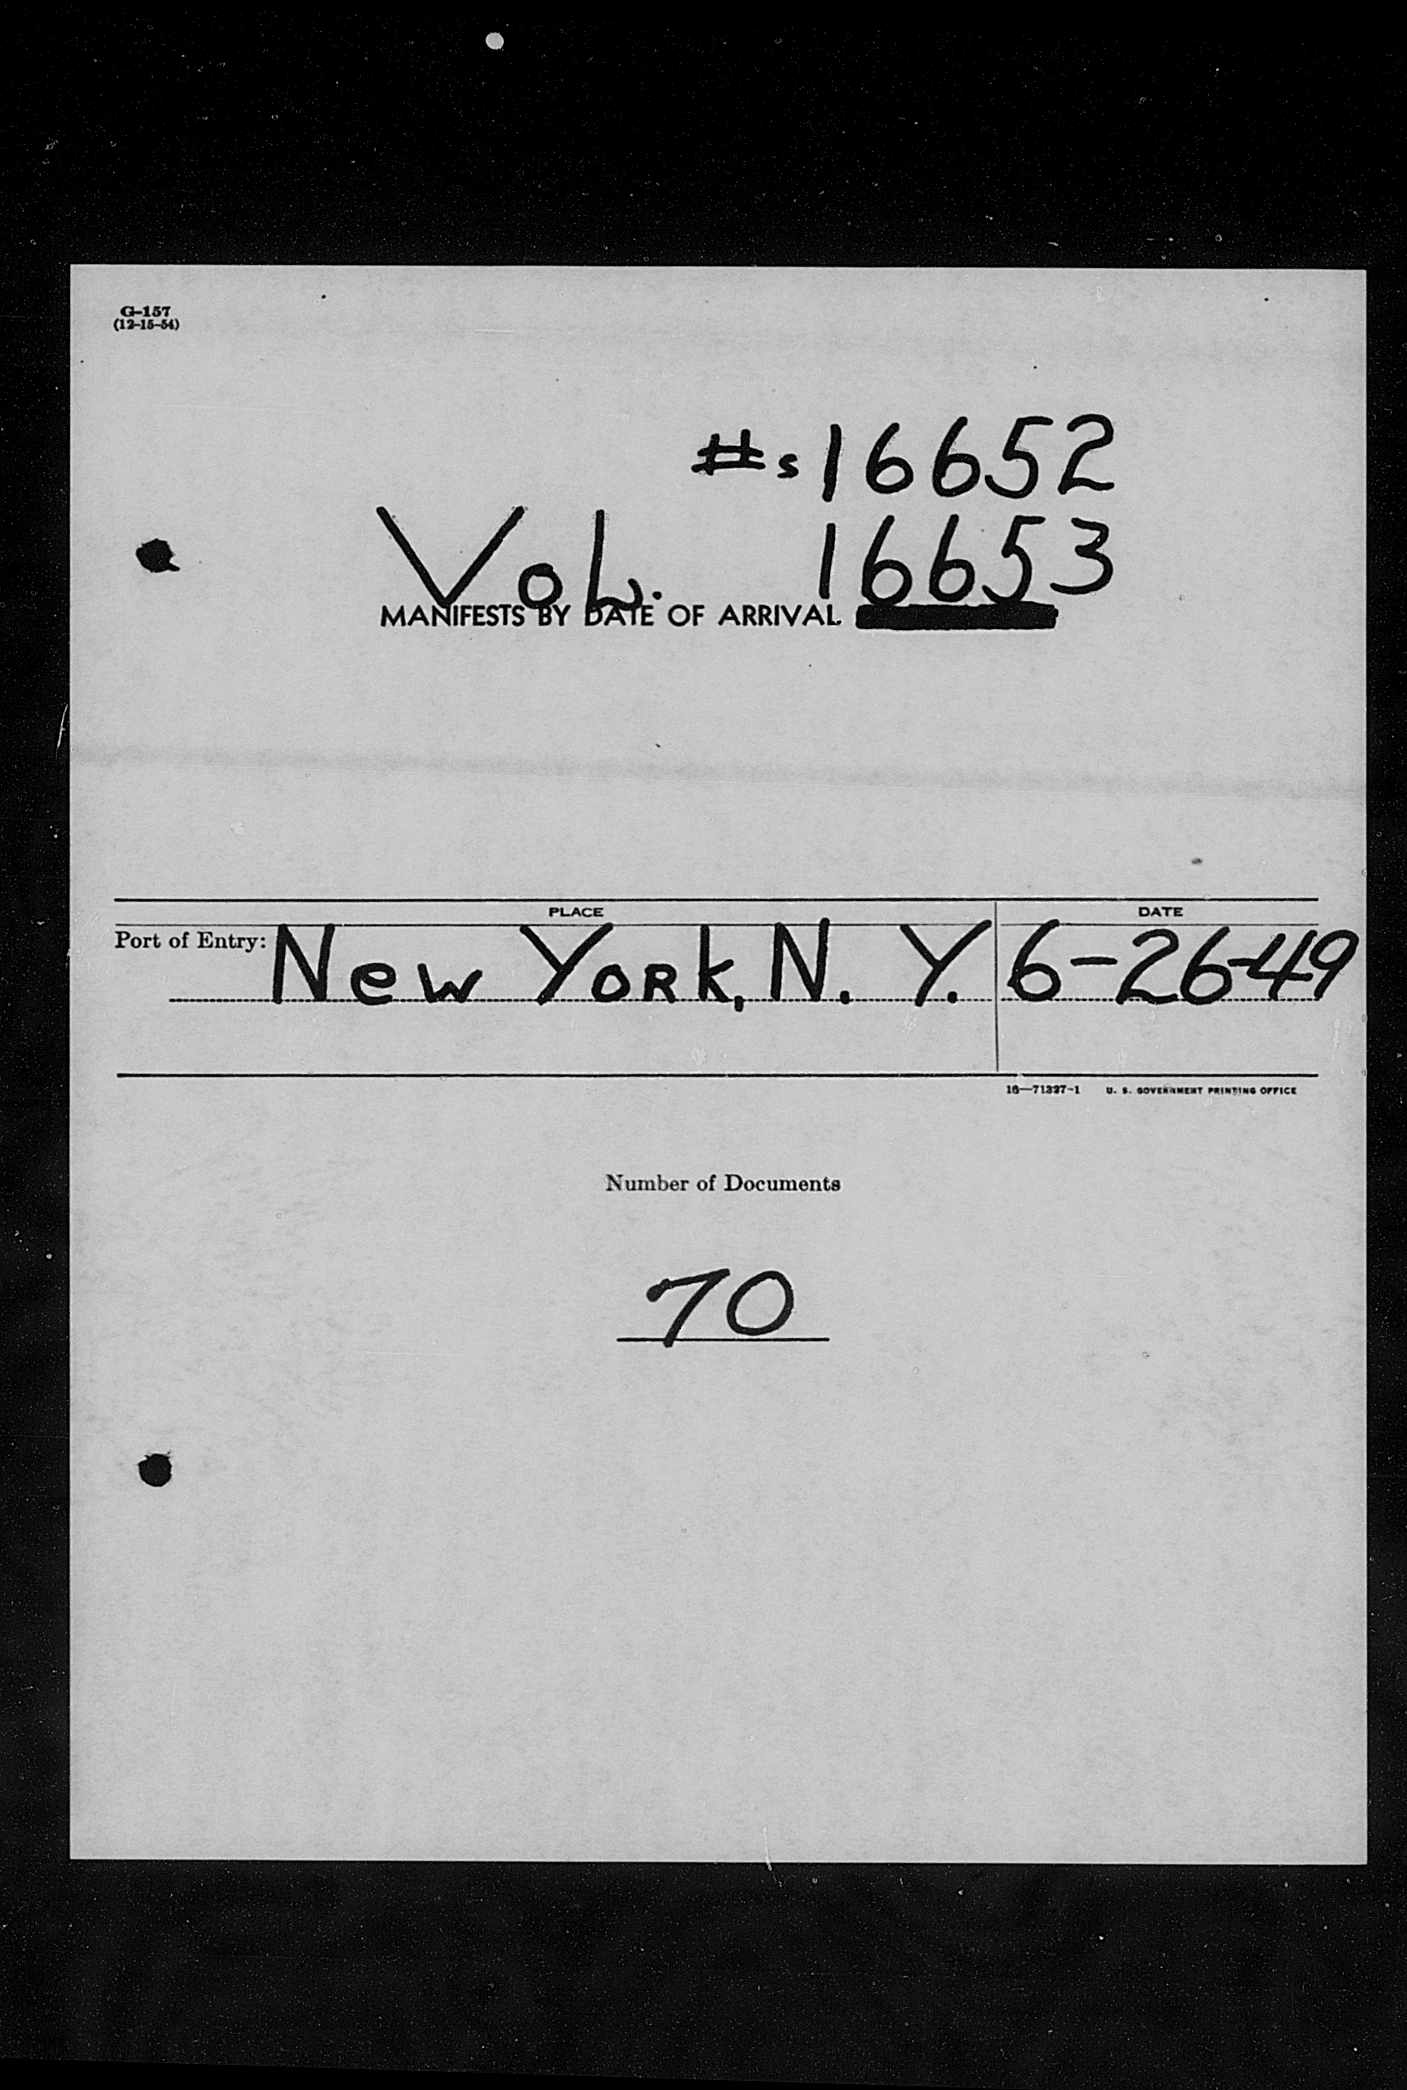 G-157
(12-15-54)
#s 16652
VoL. 16653
MANIFESTS BY DATE OF ARRIVAL
PLACE DATE
Port of Entry: New York, N. Y. 6-26-49
16—71327-1 U. S. GOVERNMENT PRINTING OFFICE
Number of Documents
70